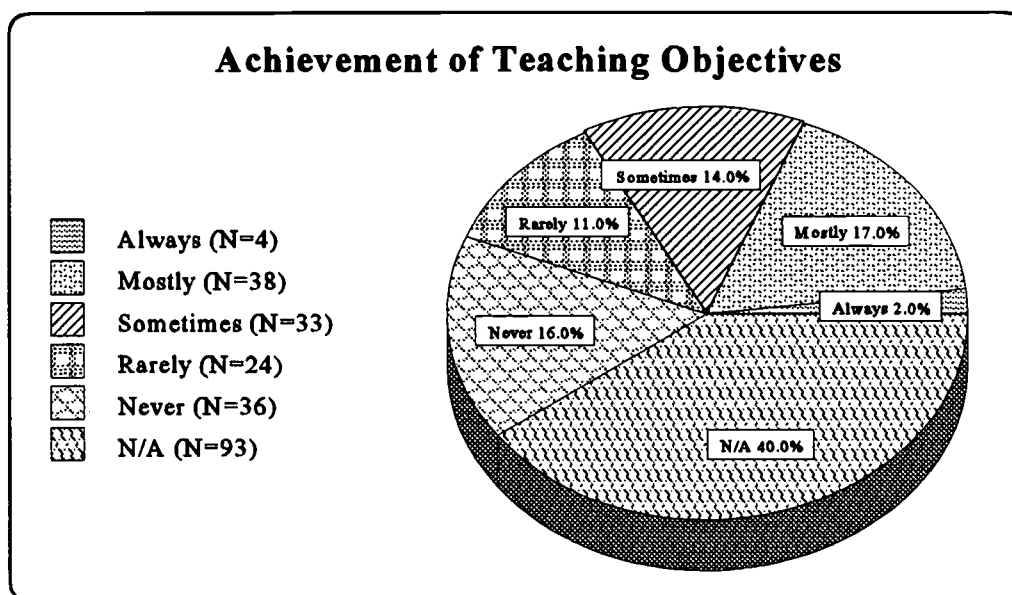 Achievement of Teaching Objectives
Always (N=4)
Mostly (N=38)
Sometimes (N=33)
Rarely (N=24)
Never (N=36)
N/A (N=93)
Sometimes 14.0%
Rarely 11.0%
Mostly 17.0%
Always 2.0%
Never 16.0%
N/A 40.0%